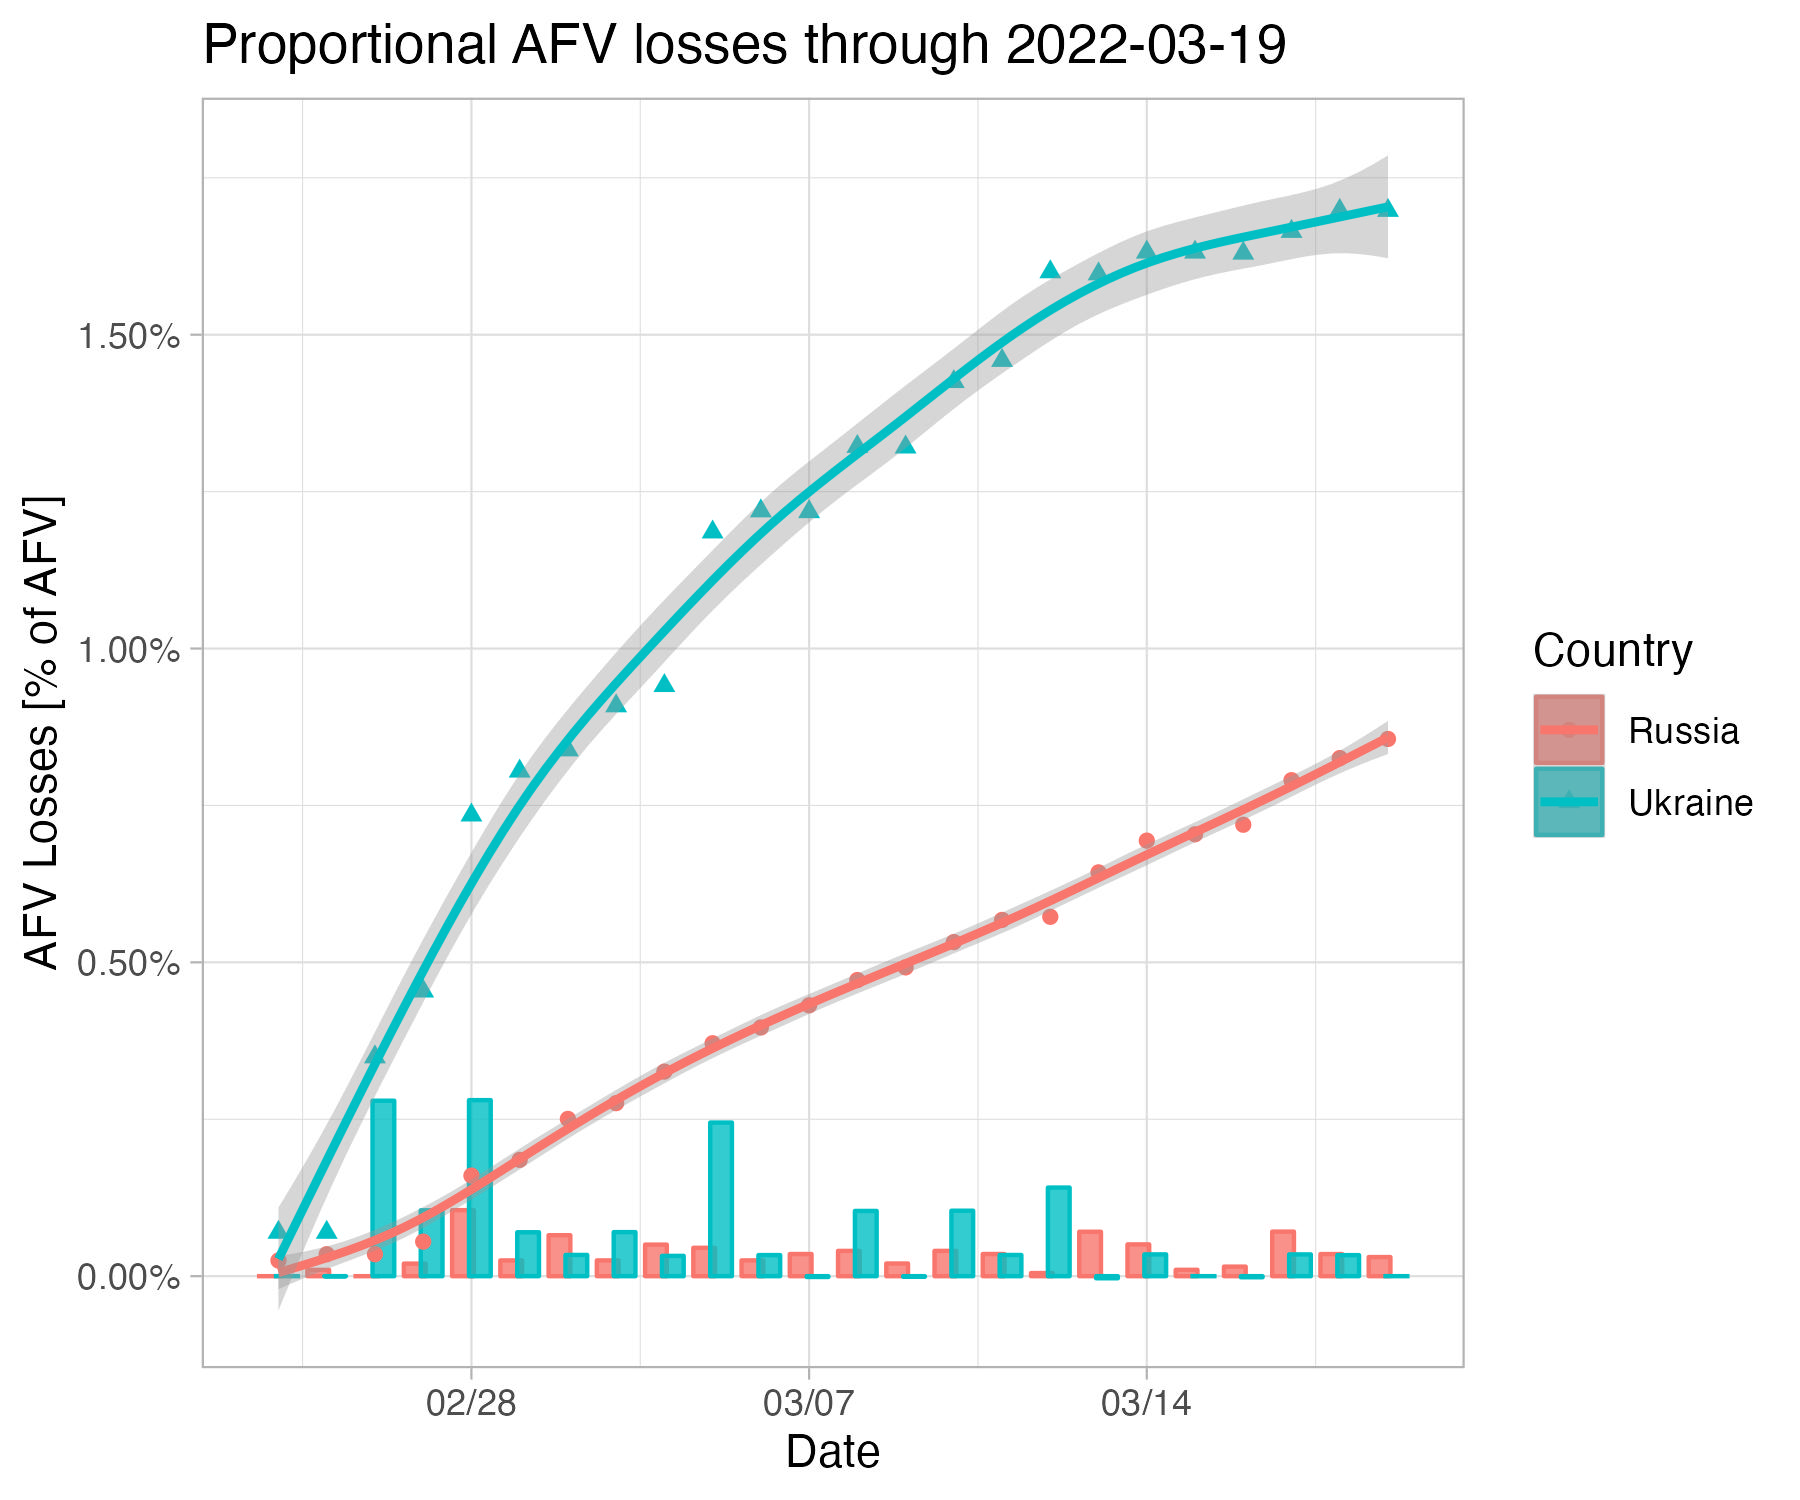 Proportional AFV losses through 2022-03-19
AFV Losses [% of AFV]
1.50%
1.00%
0.50%
0.00%
02/28
03/07
03/14
Date
Country
Russia
Ukraine